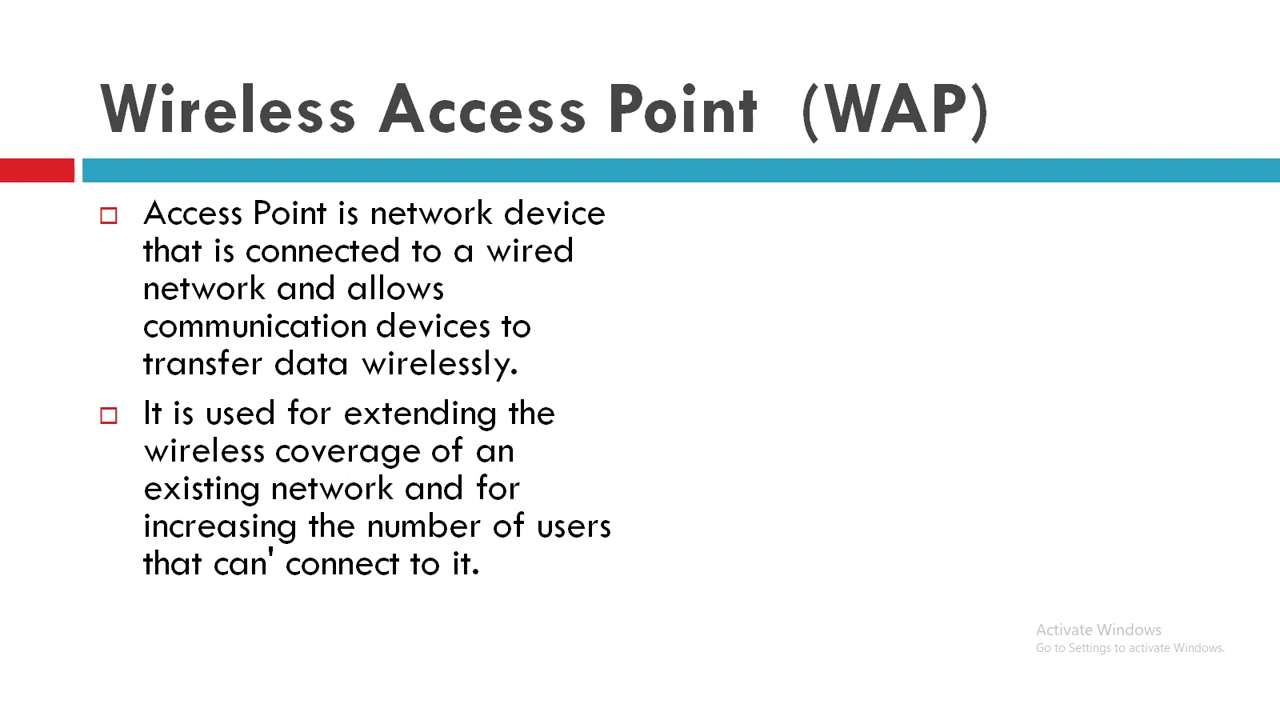 Wireless Access Point (WAP)
Access Point is network device
that is connected to a wired
network and allows
communication devices to
transfer data wirelessly.
It is used for extending the
wireless coverage of an
existing network and for
increasing the number of users
that can' connect to it.
Activate Windows
Go to Settings to activate Windows.